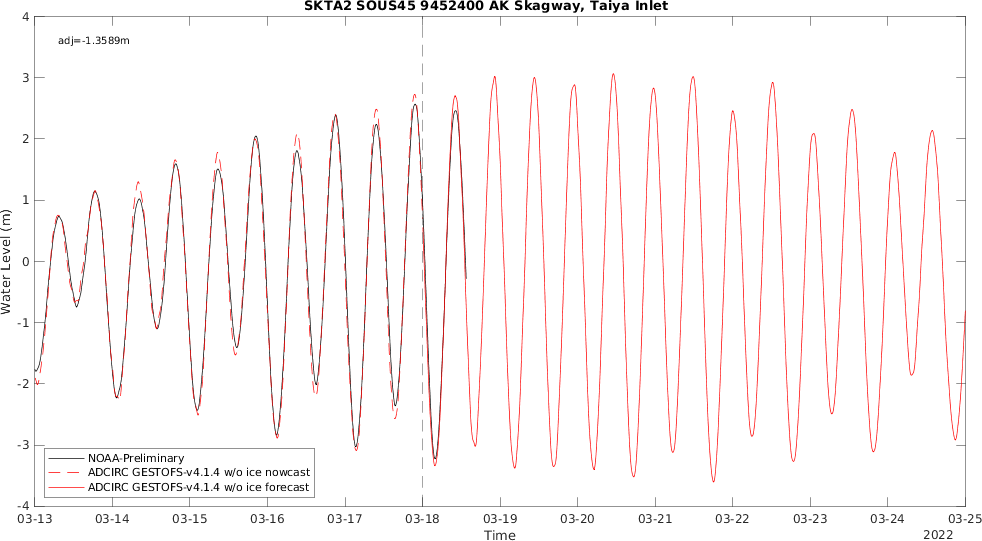 SKTA2 SOUS45 9452400 AK Skagway, Taiya Inlet
adj=-1.3589m
4
3
2
1
0
-1
-2
-3
-4
Water Level (m)
NOAA-Preliminary
ADCIRC GESTOFS-v4.1.4 w/o ice nowcast
ADCIRC GESTOFS-v4.1.4 w/o ice forecast
03-13 03-14 03-15 03-16 03-17 03-18 03-19 03-20 03-21 03-22 03-23 03-24 03-25
Time
2022